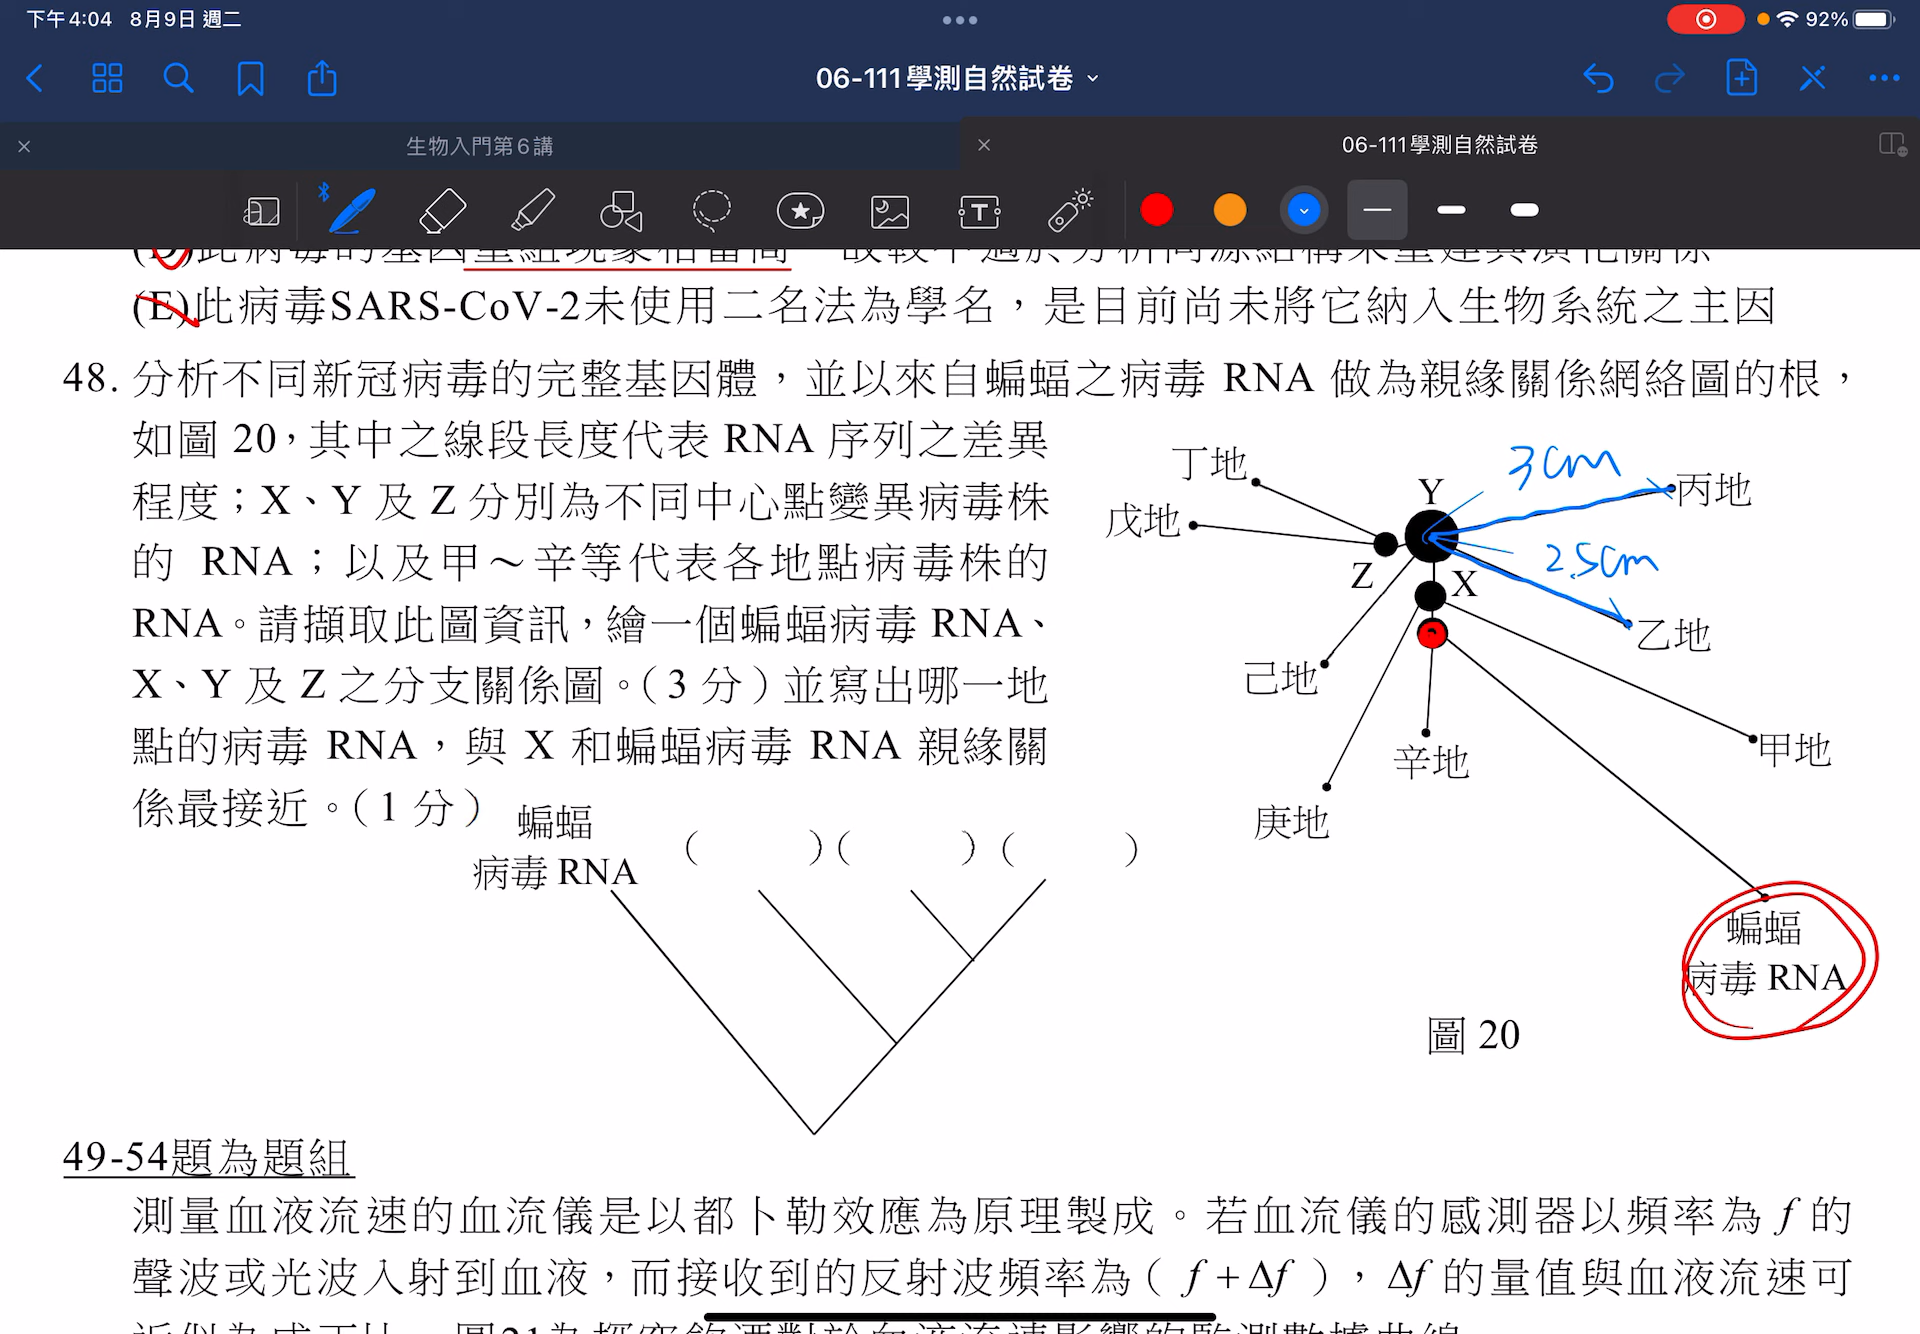 下午4:04 8月9日 週二
92%
06-111學測自然試卷
生物入門第6講
06-111學測自然試卷
(D)此病毒的基因重組現象相當高
(E)此病毒SARS-CoV-2未使用二名法為學名，是目前尚未將它納入生物系統之主因
48. 分析不同新冠病毒的完整基因體，並以來自蝙蝠之病毒 RNA 做為親緣關係網絡圖的根，
如圖 20，其中之線段長度代表 RNA 序列之差異
程度；X、Y 及 Z 分別為不同中心點變異病毒株
的 RNA；以及甲～辛等代表各地點病毒株的
RNA。請擷取此圖資訊，繪一個蝙蝠病毒 RNA、
X、Y 及 Z 之分支關係圖。（3 分）並寫出哪一地
點的病毒 RNA，與 X 和蝙蝠病毒 RNA 親緣關
係最接近。（1 分）
蝙蝠
病毒 RNA
(　　) (　　) (　　)
丁地
戊地
Y
3cm
丙地
Z
X
2.5cm
乙地
己地
辛地
甲地
庚地
蝙蝠
病毒 RNA
圖 20
49-54題為題組
測量血液流速的血流儀是以都卜勒效應為原理製成。若血流儀的感測器以頻率為 f 的
聲波或光波入射到血液，而接收到的反射波頻率為（ f + Δf ），Δf 的量值與血液流速可